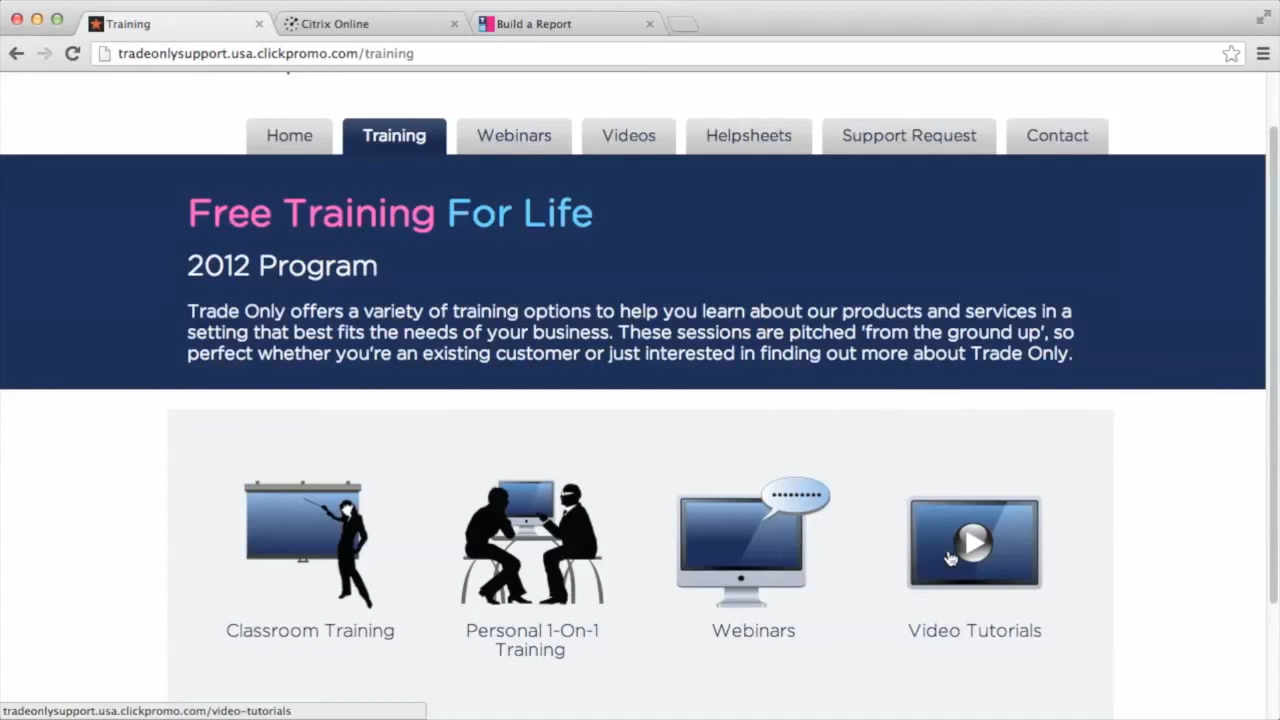 Training
Citrix Online
Build a Report
tradeonlysupport.usa.clickpromo.com/training
Home
Training
Webinars
Videos
Helpsheets
Support Request
Contact
Free Training For Life
2012 Program
Trade Only offers a variety of training options to help you learn about our products and services in a
setting that best fits the needs of your business. These sessions are pitched 'from the ground up', so
perfect whether you're an existing customer or just interested in finding out more about Trade Only.
Classroom Training
Personal 1-On-1
Training
Webinars
Video Tutorials
tradeonlysupport.usa.clickpromo.com/video-tutorials